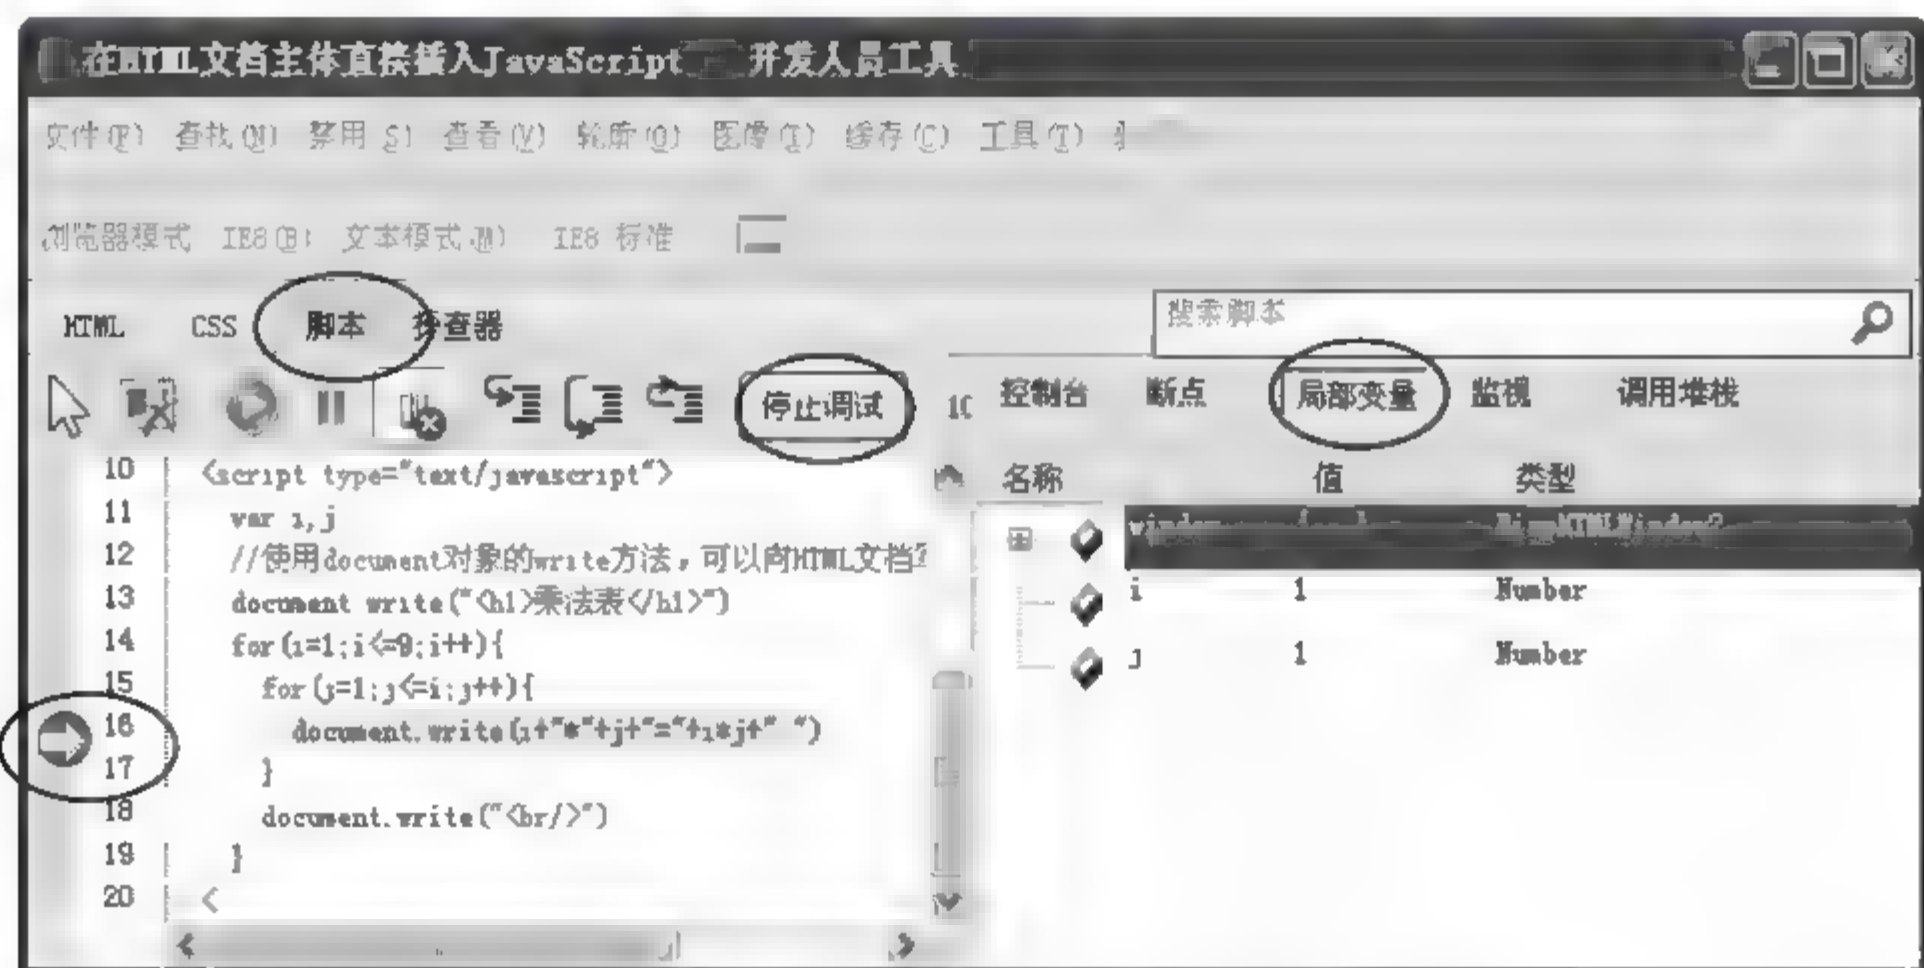 在HTML文档主体直接插入JavaScript 开发人员工具
文件(F) 查找(N) 禁用 S) 查看(V) 轮廓(O) 图像(I) 缓存(C) 工具(T)
浏览器模式 IE8(B) 文本模式(M) IE8 标准
HTML CSS 脚本 探查器
搜索脚本
停止调试
控制台 断点 局部变量 监视 调用堆栈
名称 值 类型
i 1 Number
j 1 Number
10 <script type="text/javascript">
11 var i,j
12 //使用document对象的write方法，可以向HTML文档
13 document write("<h1>乘法表</h1>")
14 for(i=1;i<=9;i++){
15 for(j=1;j<=i;j++){
16 document.write(i+"*"+j+"="+i*j+" ")
17 }
18 document.write("<br/>")
19 }
20 <